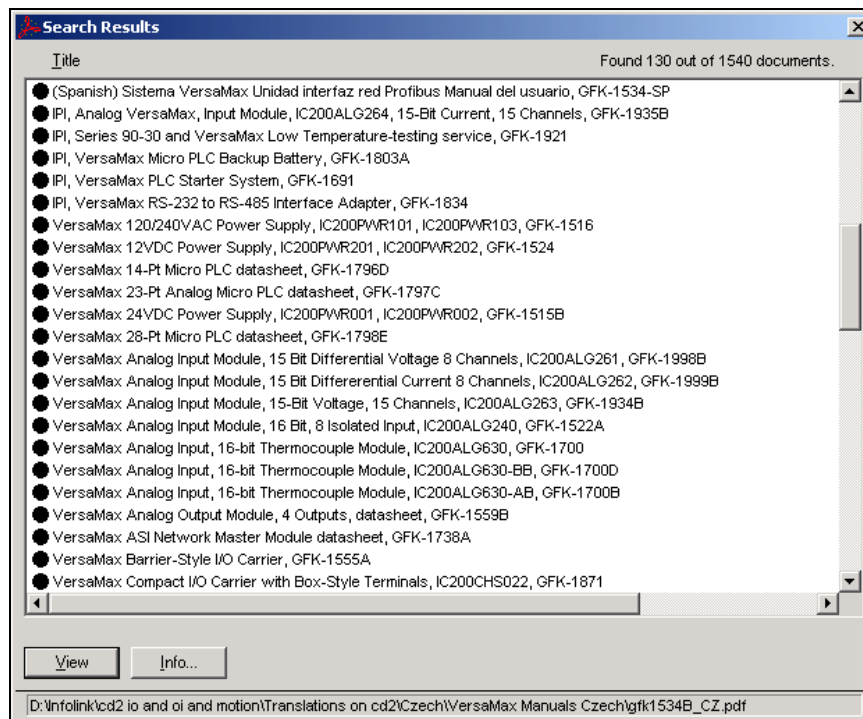 Search Results
Title Found 130 out of 1540 documents.
(Spanish) Sistema VersaMax Unidad interfaz red Profibus Manual del usuario, GFK-1534-SP
IPI, Analog VersaMax, Input Module, IC200ALG264, 15-Bit Current, 15 Channels, GFK-1935B
IPI, Series 90-30 and VersaMax Low Temperature-testing service, GFK-1921
IPI, VersaMax Micro PLC Backup Battery, GFK-1803A
IPI, VersaMax PLC Starter System, GFK-1691
IPI, VersaMax RS-232 to RS-485 Interface Adapter, GFK-1834
VersaMax 120/240VAC Power Supply, IC200PWR101, IC200PWR103, GFK-1516
VersaMax 12VDC Power Supply, IC200PWR201, IC200PWR202, GFK-1524
VersaMax 14-Pt Micro PLC datasheet, GFK-1796D
VersaMax 23-Pt Analog Micro PLC datasheet, GFK-1797C
VersaMax 24VDC Power Supply, IC200PWR001, IC200PWR002, GFK-1515B
VersaMax 28-Pt Micro PLC datasheet, GFK-1798E
VersaMax Analog Input Module, 15 Bit Differential Voltage 8 Channels, IC200ALG261, GFK-1998B
VersaMax Analog Input Module, 15 Bit Differerential Current 8 Channels, IC200ALG262, GFK-1999B
VersaMax Analog Input Module, 15-Bit Voltage, 15 Channels, IC200ALG263, GFK-1934B
VersaMax Analog Input Module, 16 Bit, 8 Isolated Input, IC200ALG240, GFK-1522A
VersaMax Analog Input, 16-bit Thermocouple Module, IC200ALG630, GFK-1700
VersaMax Analog Input, 16-bit Thermocouple Module, IC200ALG630-BB, GFK-1700D
VersaMax Analog Input, 16-bit Thermocouple Module, IC200ALG630-AB, GFK-1700B
VersaMax Analog Output Module, 4 Outputs, datasheet, GFK-1559B
VersaMax ASI Network Master Module datasheet, GFK-1738A
VersaMax Barrier-Style I/O Carrier, GFK-1555A
VersaMax Compact I/O Carrier with Box-Style Terminals, IC200CHS022, GFK-1871
View Info...
D:\Infolink\cd2 io and oi and motion\Translations on cd2\Czech\VersaMax Manuals Czech\gfk1534B_CZ.pdf